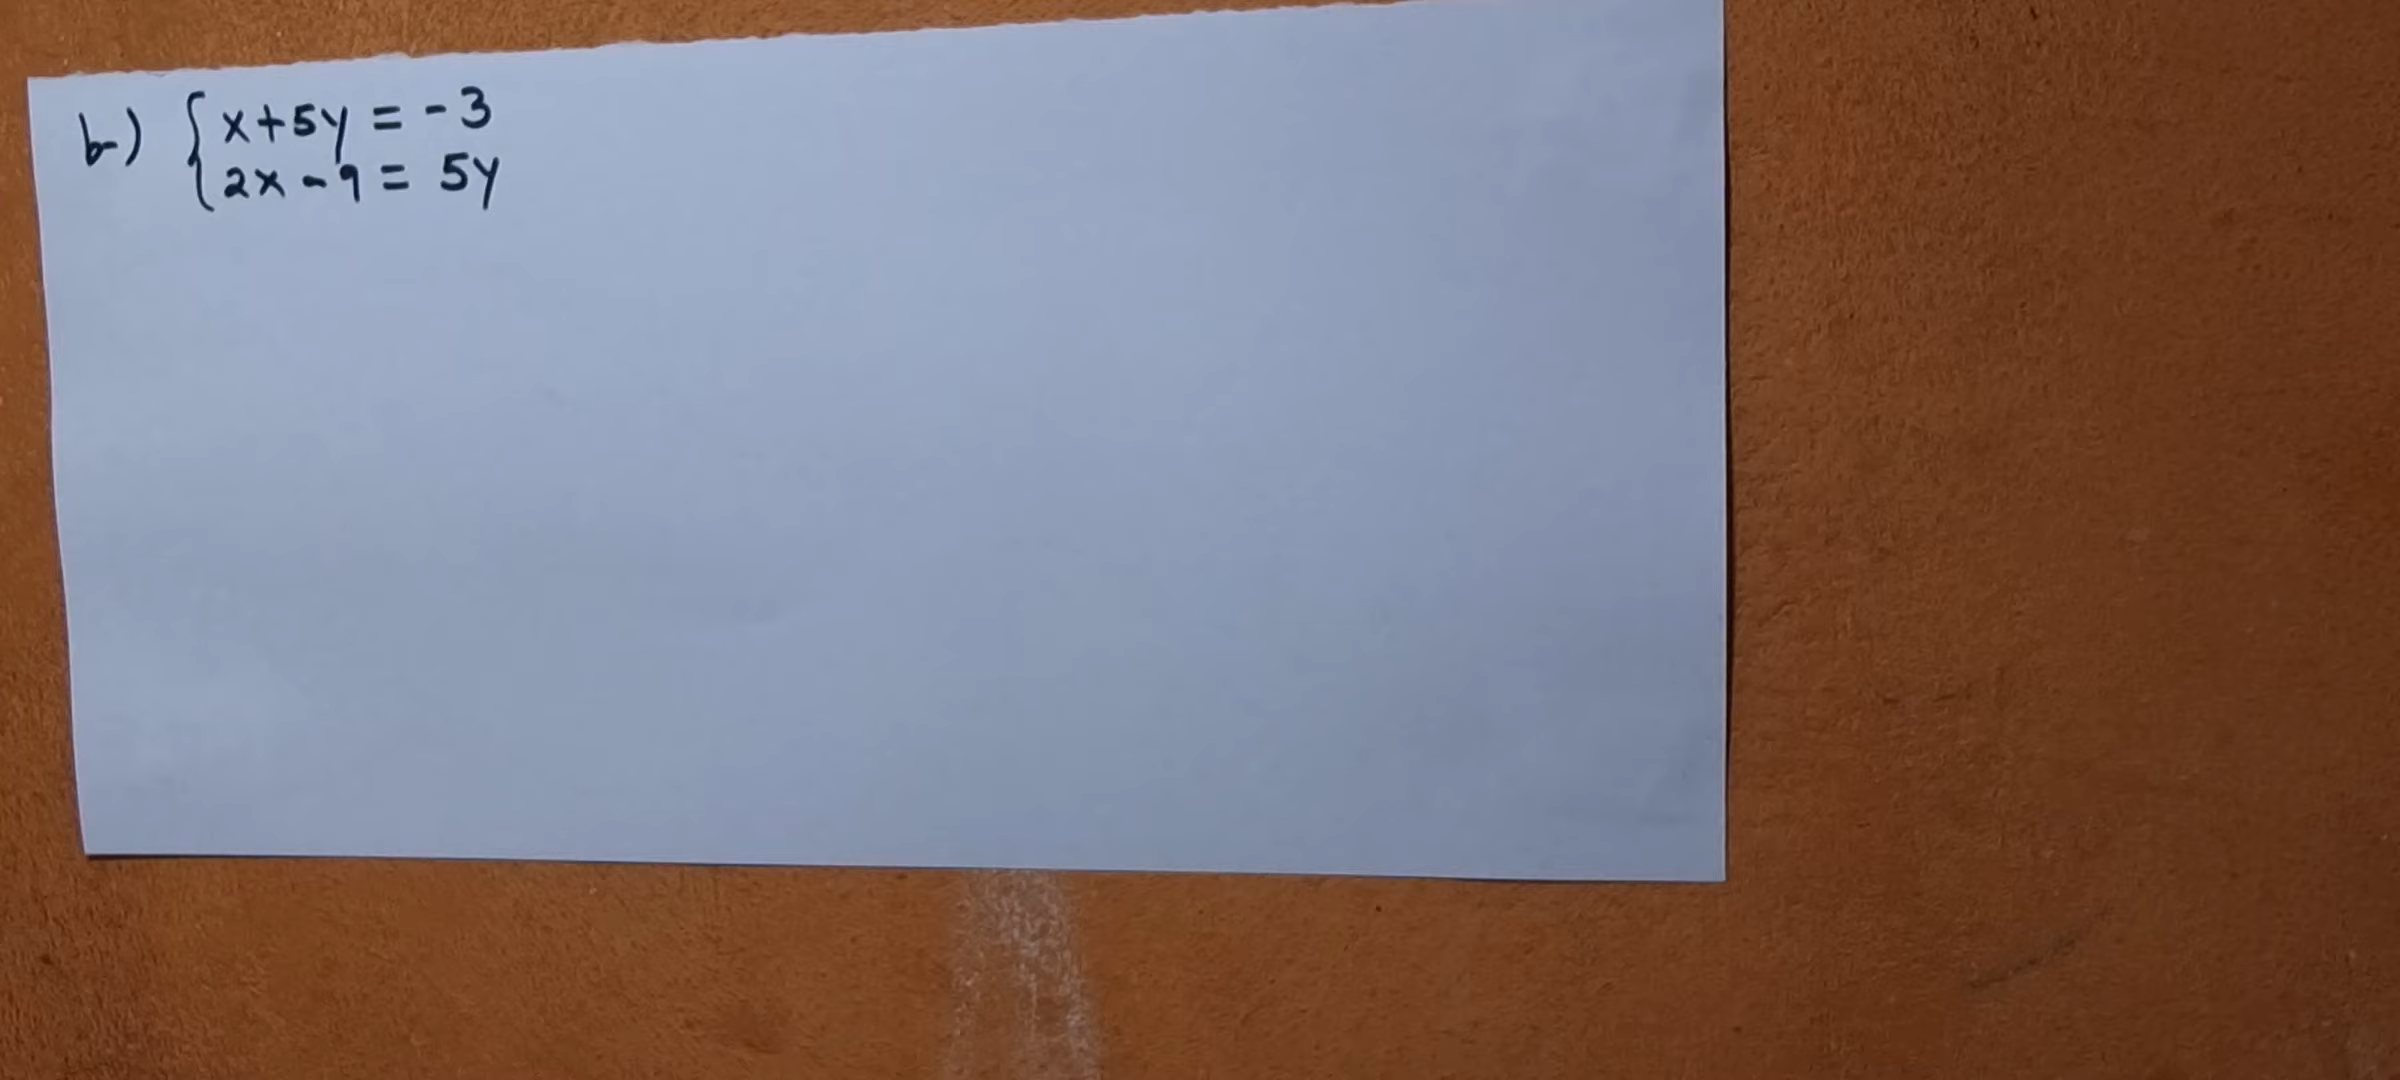 b) { x+5y = -3
2x - 9 = 5y